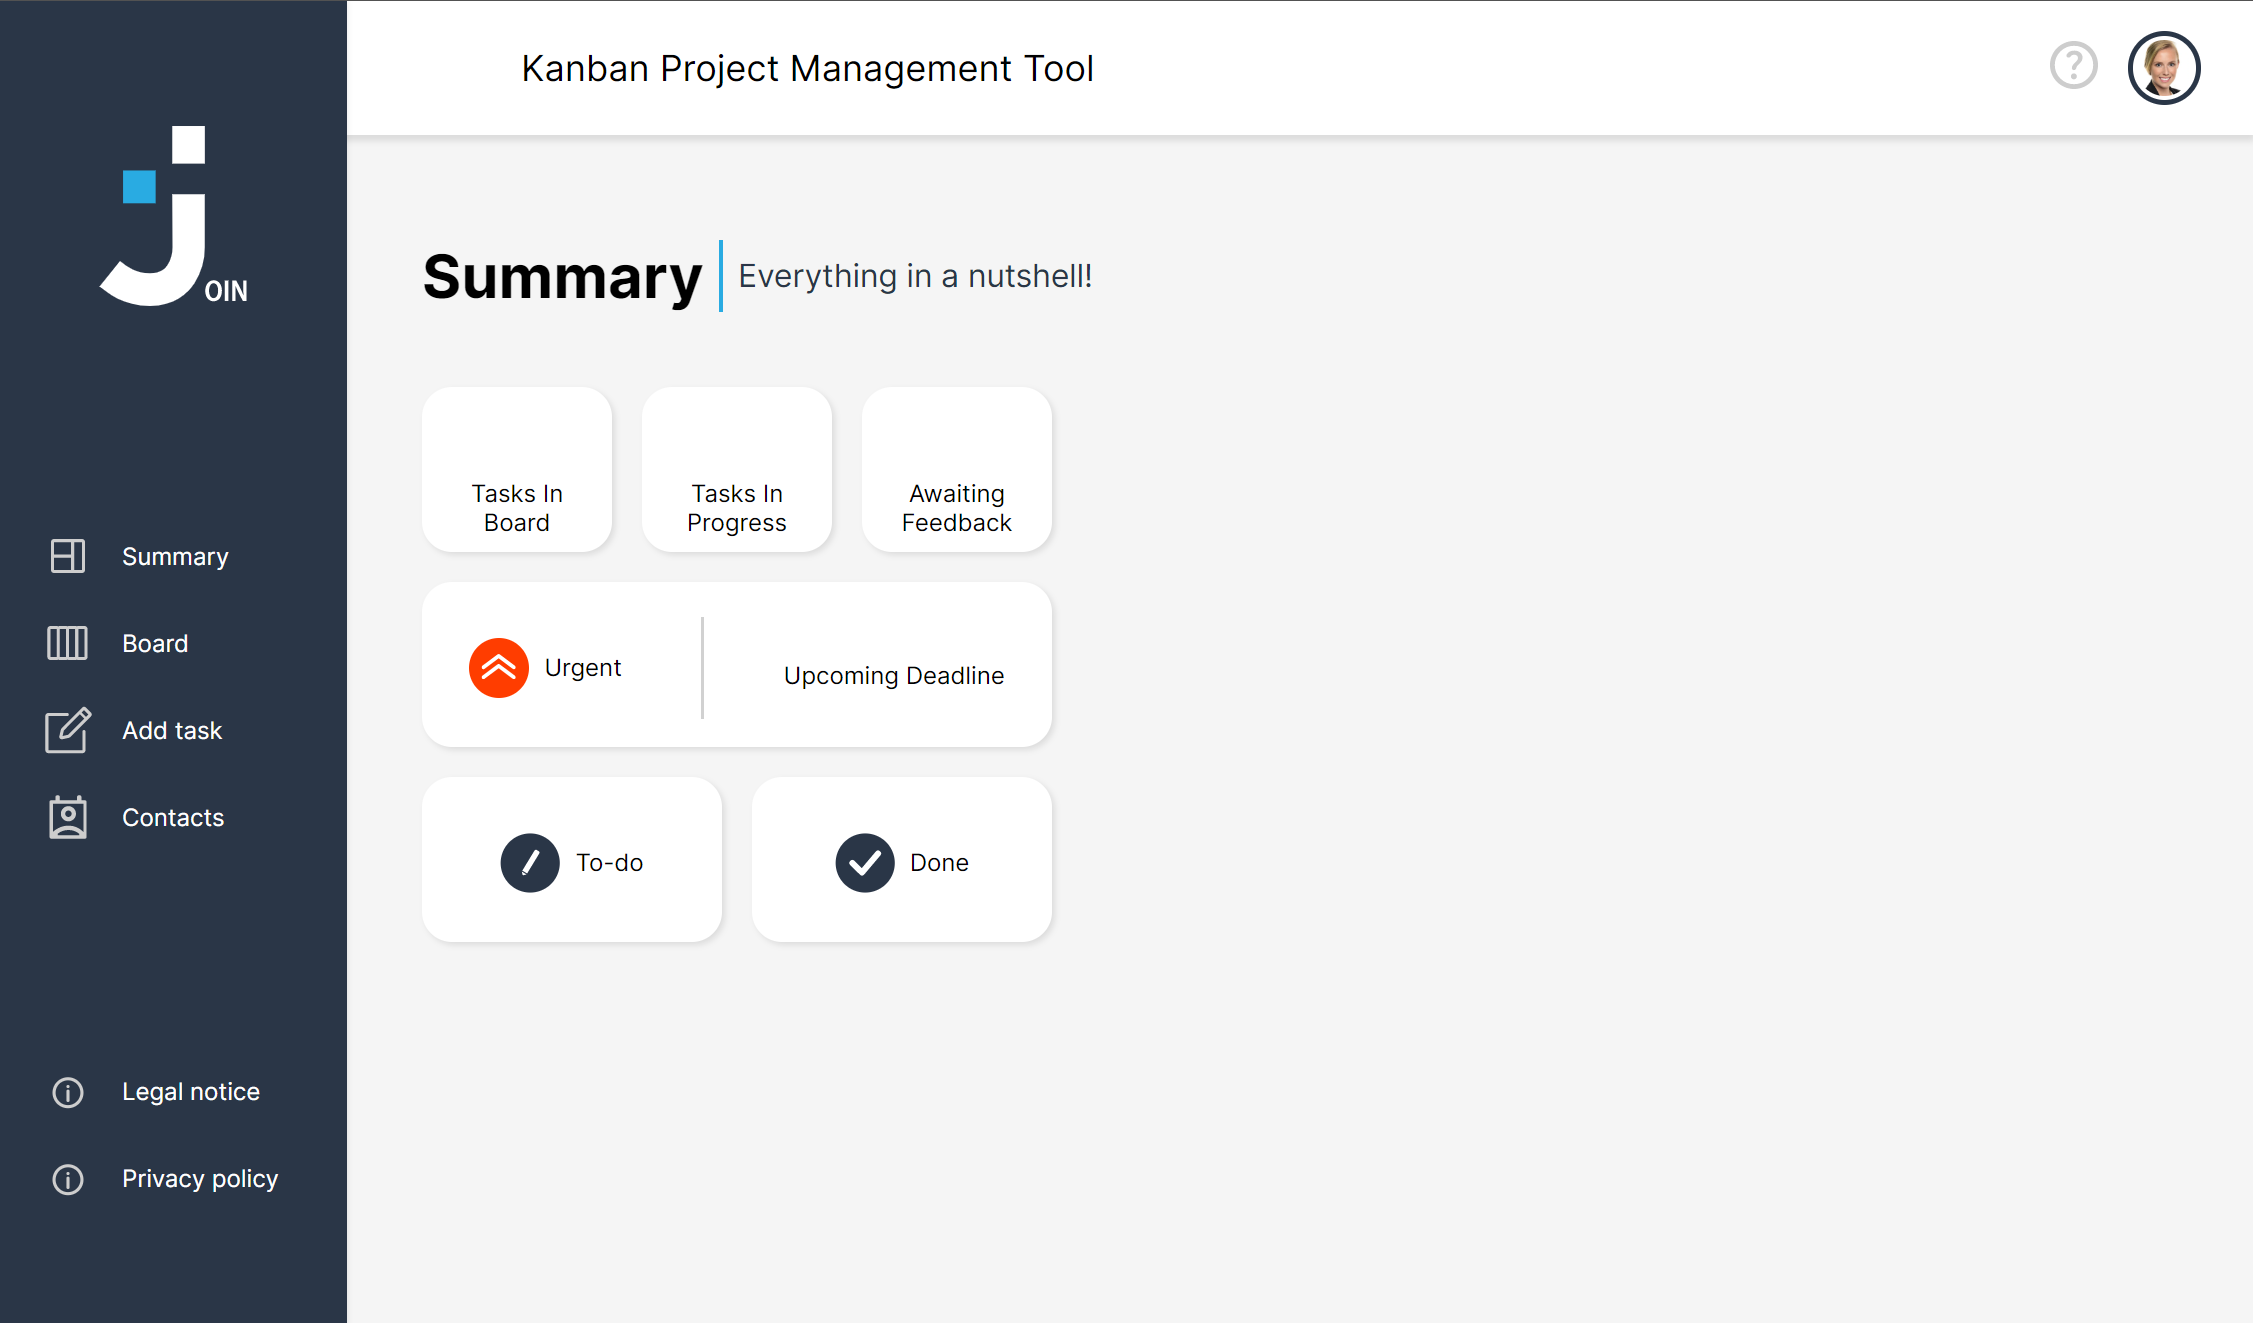 OIN
Summary
Board
Add task
Contacts
Legal notice
Privacy policy
Kanban Project Management Tool
?
Summary
Everything in a nutshell!
Tasks In
Board
Tasks In
Progress
Awaiting
Feedback
Urgent
Upcoming Deadline
To-do
Done